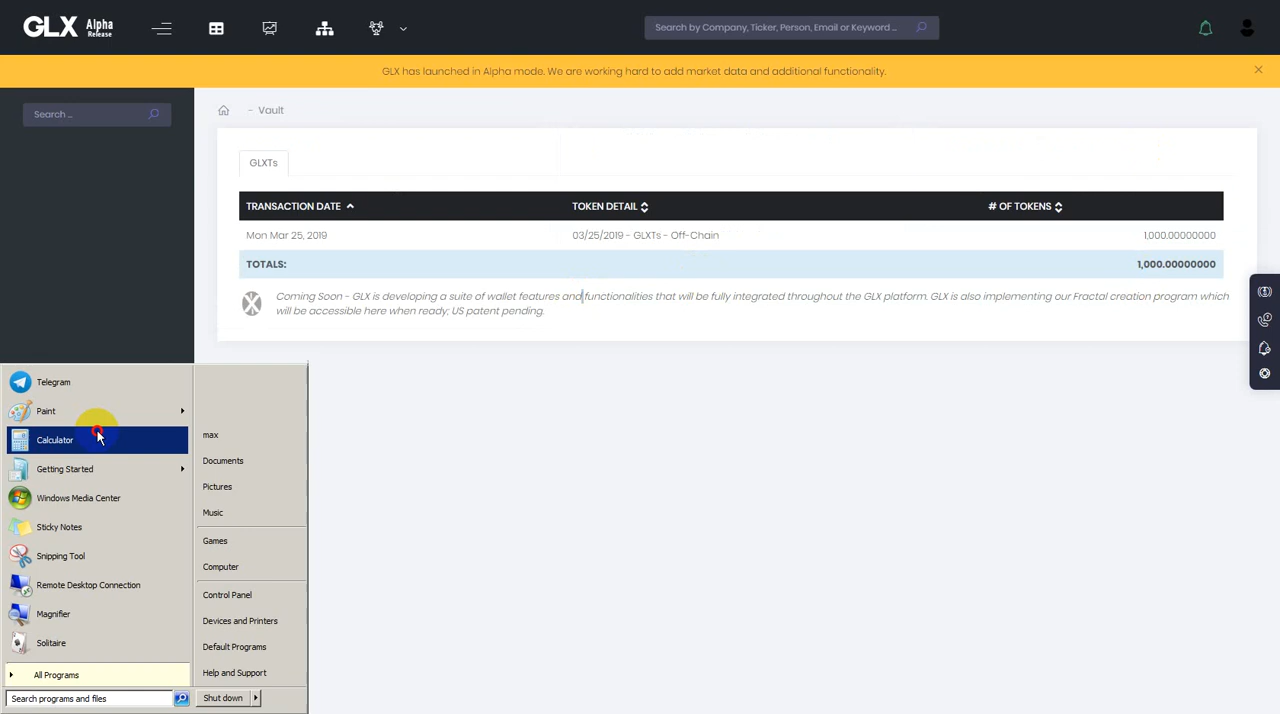 GLX Alpha
Release
Search by Company, Ticker, Person, Email or Keyword ...
GLX has launched in Alpha mode. We are working hard to add market data and additional functionality.
Search ...
– Vault
GLXTs
TRANSACTION DATE TOKEN DETAIL # OF TOKENS
Mon Mar 25, 2019 03/25/2019 - GLXTs - Off-Chain 1,000.00000000
TOTALS: 1,000.00000000
Coming Soon - GLX is developing a suite of wallet features and functionalities that will be fully integrated throughout the GLX platform. GLX is also implementing our Fractal creation program which
will be accessible here when ready; US patent pending.
Telegram
Paint
Calculator
Getting Started
Windows Media Center
Sticky Notes
Snipping Tool
Remote Desktop Connection
Magnifier
Solitaire
All Programs
Search programs and files
max
Documents
Pictures
Music
Games
Computer
Control Panel
Devices and Printers
Default Programs
Help and Support
Shut down